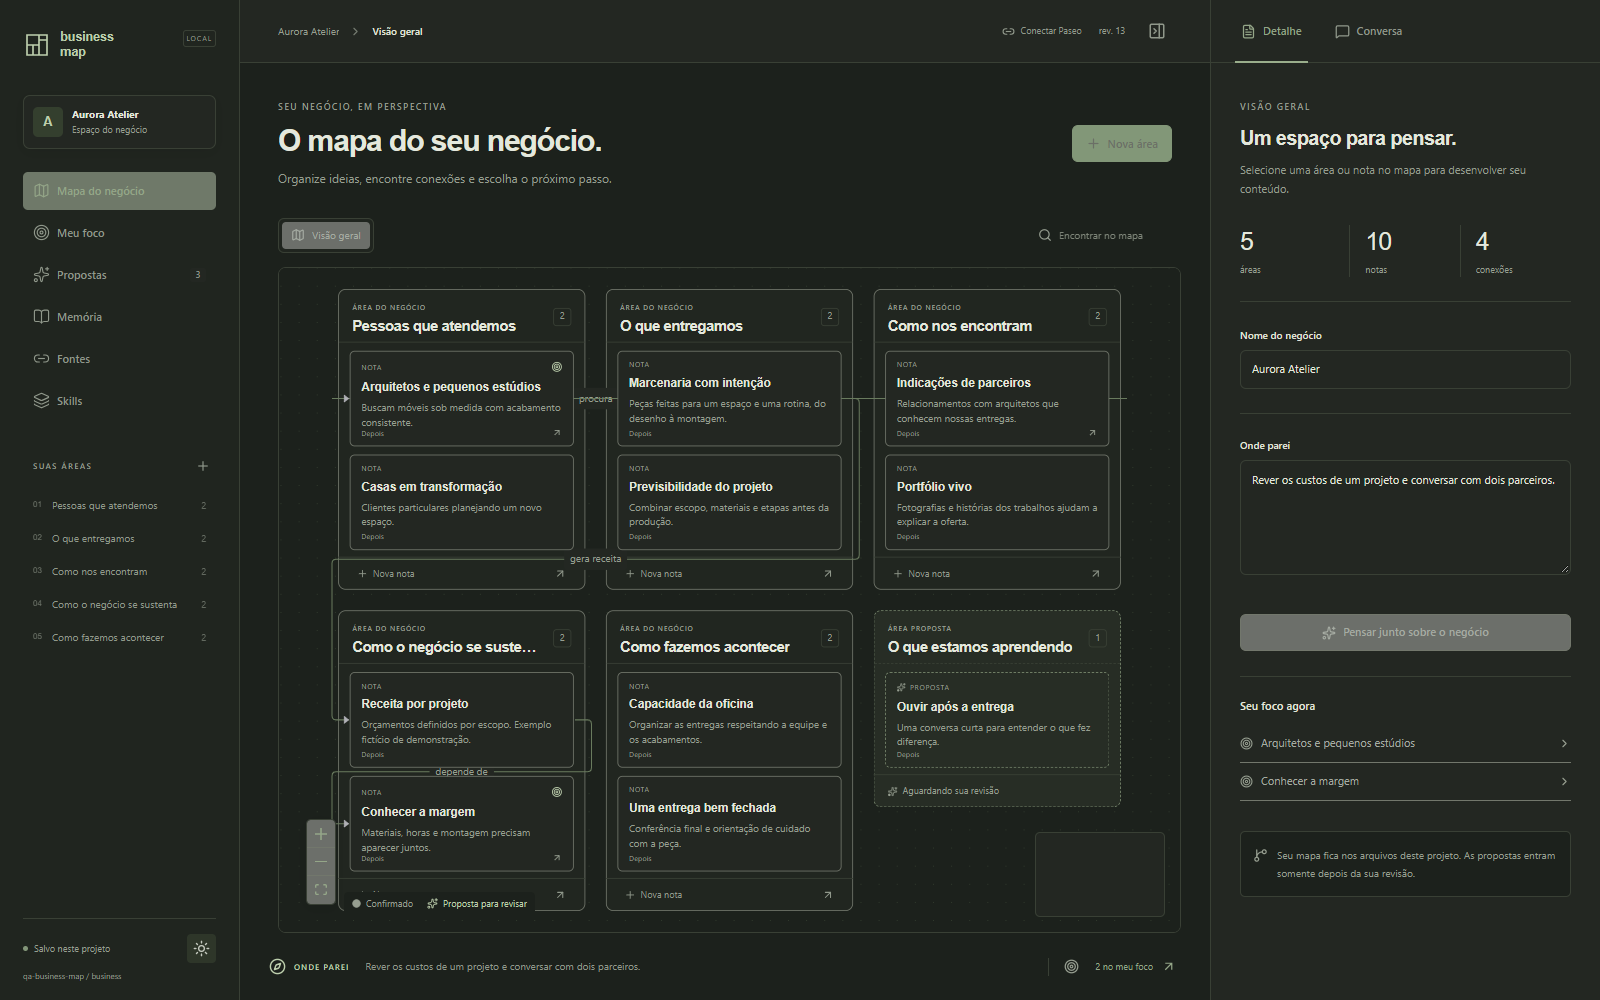 business
map
LOCAL
A
Aurora Atelier
Espaço do negócio
Mapa do negócio
Meu foco
Propostas
3
Memória
Fontes
Skills
SUAS ÁREAS
01 Pessoas que atendemos 2
02 O que entregamos 2
03 Como nos encontram 2
04 Como o negócio se sustenta 2
05 Como fazemos acontecer 2
Salvo neste projeto
qa-business-map / business
Aurora Atelier
Visão geral
Conectar Paseo
rev. 13
SEU NEGÓCIO, EM PERSPECTIVA
O mapa do seu negócio.
Organize ideias, encontre conexões e escolha o próximo passo.
Nova área
Visão geral
Encontrar no mapa
ÁREA DO NEGÓCIO
Pessoas que atendemos
2
NOTA
Arquitetos e pequenos estúdios
Buscam móveis sob medida com acabamento
consistente.
Depois
NOTA
Casas em transformação
Clientes particulares planejando um novo
espaço.
Depois
Nova nota
procura
ÁREA DO NEGÓCIO
O que entregamos
2
NOTA
Marcenaria com intenção
Peças feitas para um espaço e uma rotina, do
desenho à montagem.
Depois
NOTA
Previsibilidade do projeto
Combinar escopo, materiais e etapas antes da
produção.
Depois
Nova nota
gera receita
ÁREA DO NEGÓCIO
Como nos encontram
2
NOTA
Indicações de parceiros
Relacionamentos com arquitetos que
conhecem nossas entregas.
Depois
NOTA
Portfólio vivo
Fotografias e histórias dos trabalhos ajudam a
explicar a oferta.
Depois
Nova nota
ÁREA DO NEGÓCIO
Como o negócio se suste...
2
NOTA
Receita por projeto
Orçamentos definidos por escopo. Exemplo
fictício de demonstração.
Depois
depende de
NOTA
Conhecer a margem
Materiais, horas e montagem precisam
aparecer juntos.
Depois
Confirmado
Proposta para revisar
ÁREA DO NEGÓCIO
Como fazemos acontecer
2
NOTA
Capacidade da oficina
Organizar as entregas respeitando a equipe e
os acabamentos.
Depois
NOTA
Uma entrega bem fechada
Conferência final e orientação de cuidado
com a peça.
Depois
Nova nota
ÁREA PROPOSTA
O que estamos aprendendo
1
PROPOSTA
Ouvir após a entrega
Uma conversa curta para entender o que fez
diferença.
Depois
Aguardando sua revisão
ONDE PAREI
Rever os custos de um projeto e conversar com dois parceiros.
2 no meu foco
Detalhe
Conversa
VISÃO GERAL
Um espaço para pensar.
Selecione uma área ou nota no mapa para desenvolver seu
conteúdo.
5
áreas
10
notas
4
conexões
Nome do negócio
Aurora Atelier
Onde parei
Rever os custos de um projeto e conversar com dois parceiros.
Pensar junto sobre o negócio
Seu foco agora
Arquitetos e pequenos estúdios
Conhecer a margem
Seu mapa fica nos arquivos deste projeto. As propostas entram
somente depois da sua revisão.